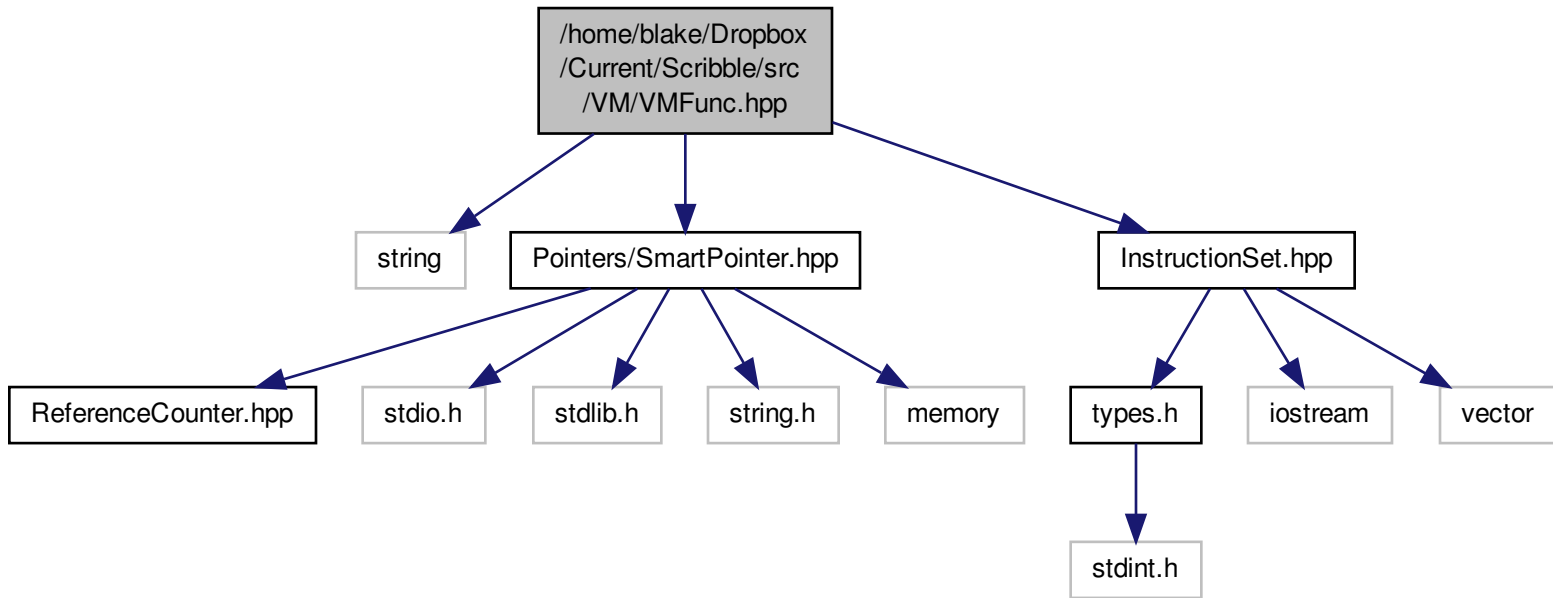 /home/blake/Dropbox
/Current/Scribble/src
/VM/VMFunc.hpp
string
Pointers/SmartPointer.hpp
InstructionSet.hpp
ReferenceCounter.hpp
stdio.h
stdlib.h
string.h
memory
types.h
iostream
vector
stdint.h